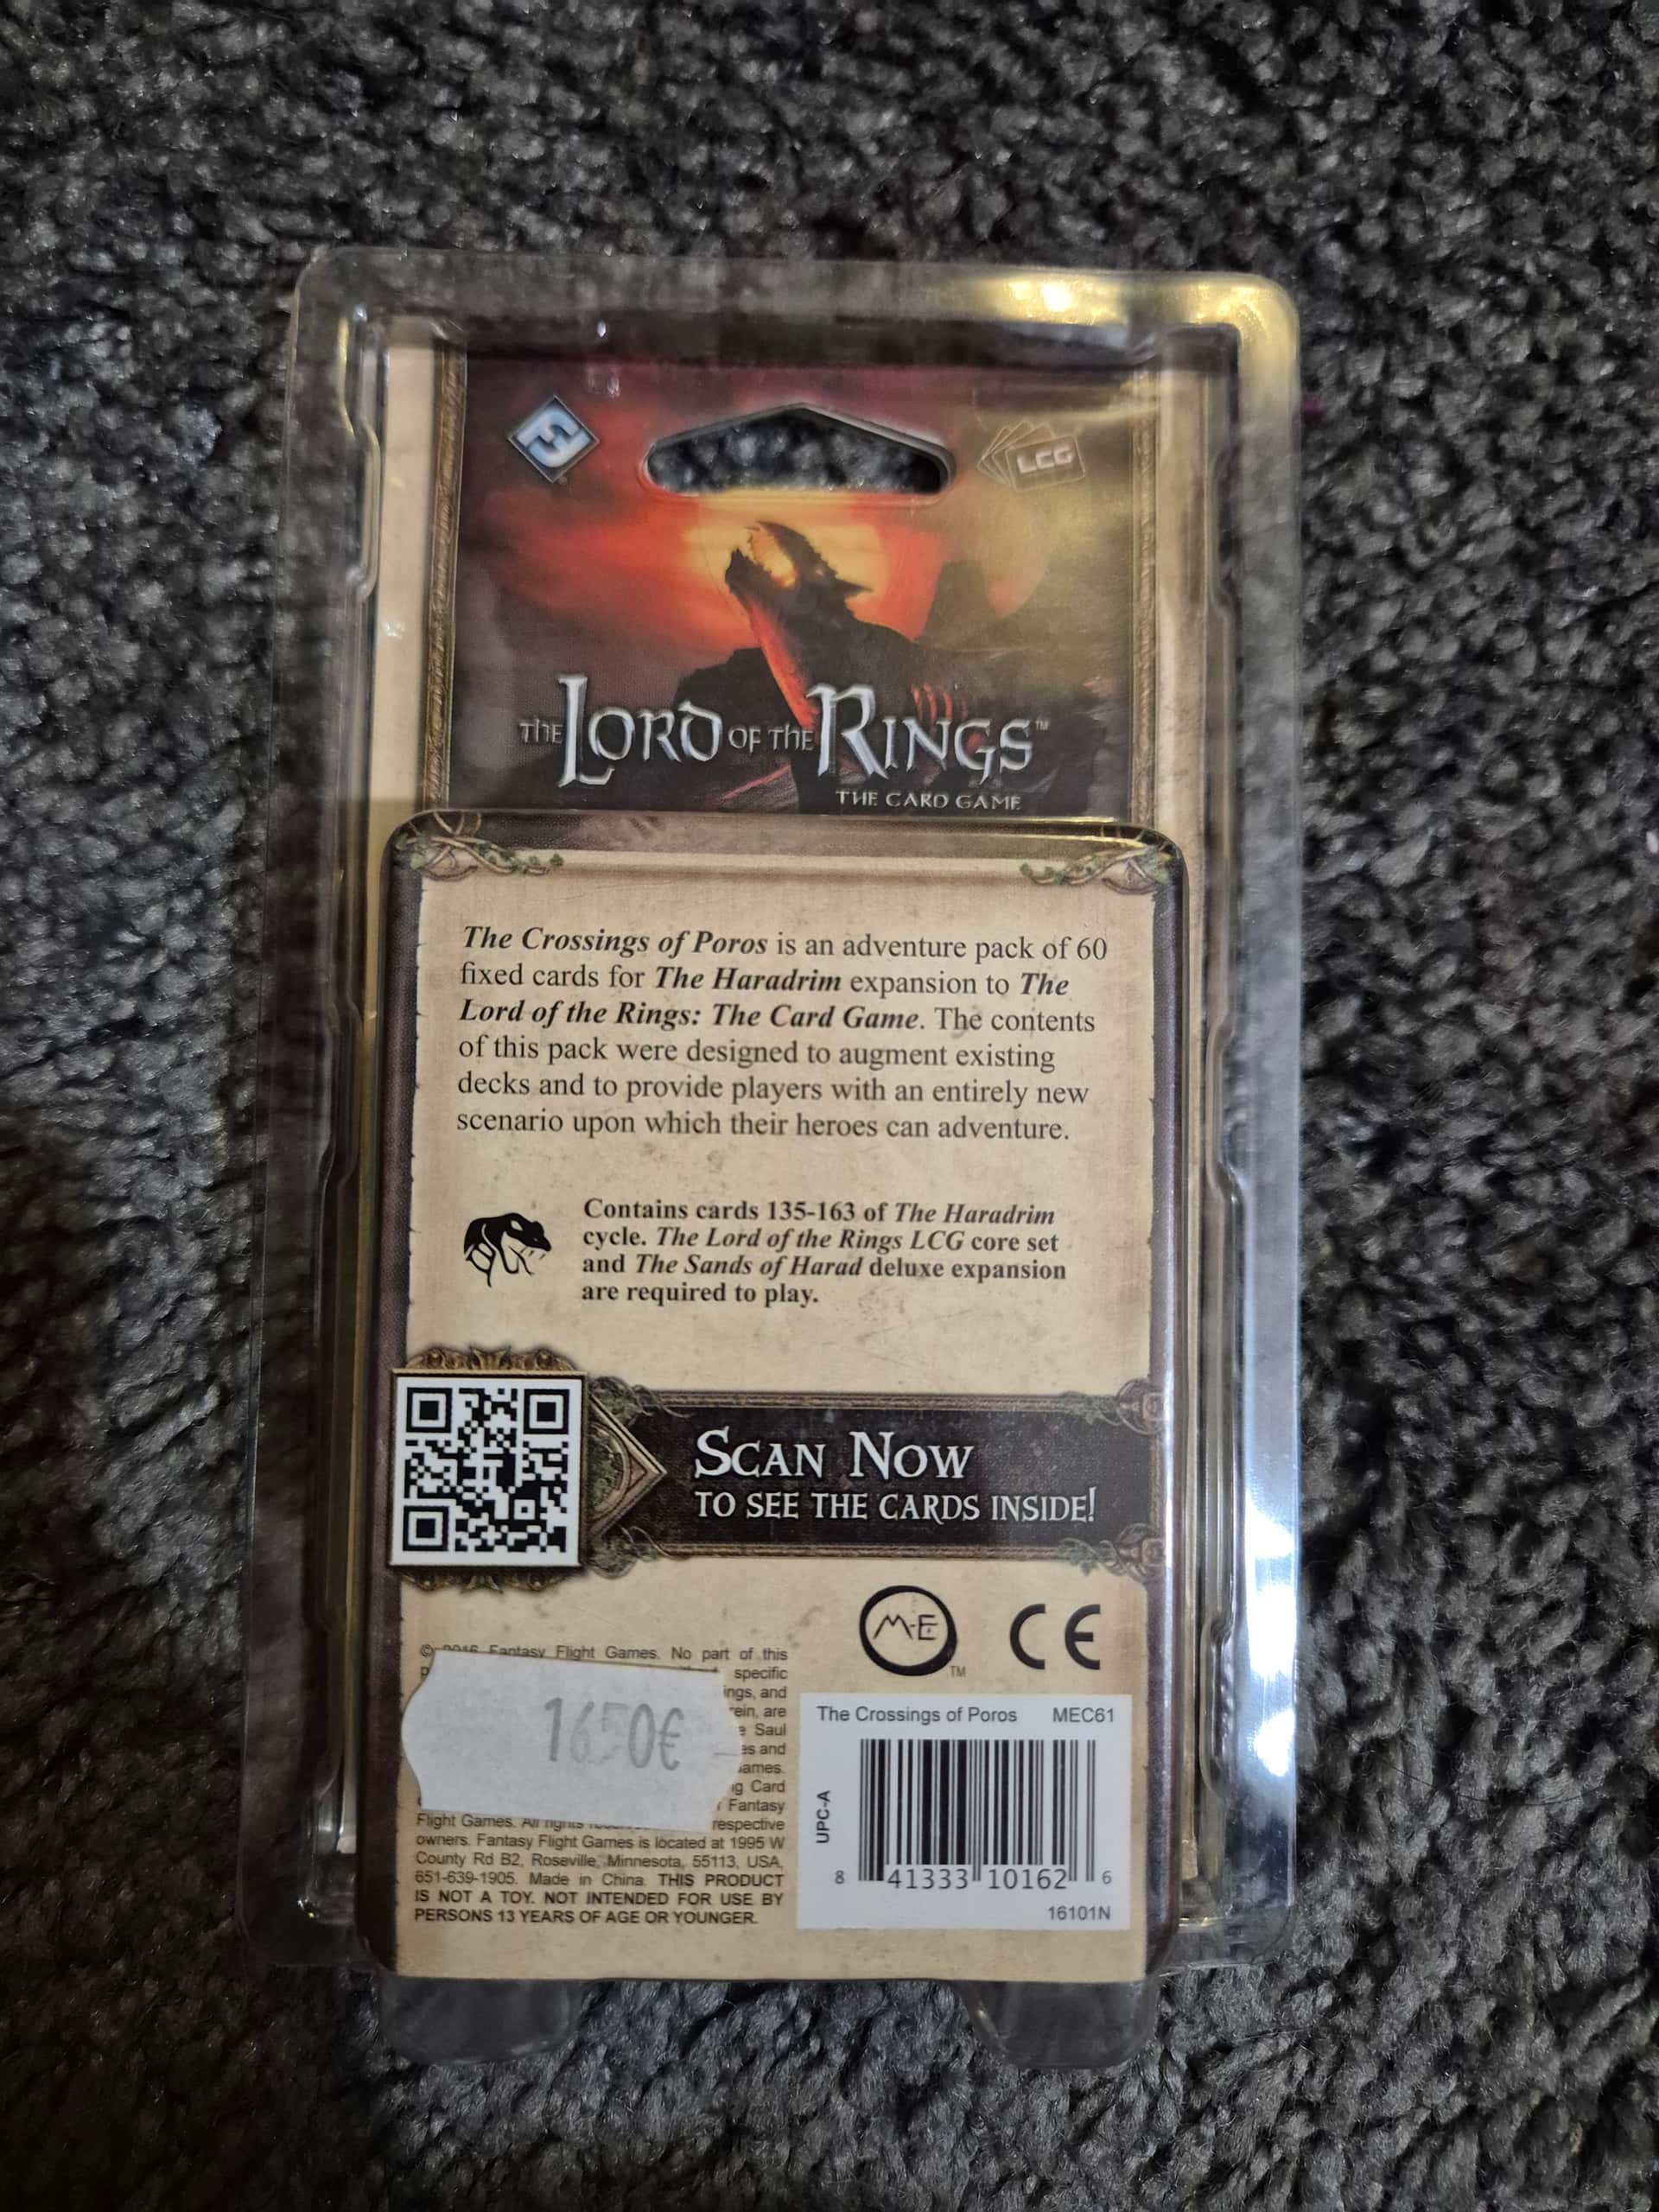 LCG
THE LORD OF THE RINGS™
THE CARD GAME
The Crossings of Poros is an adventure pack of 60
fixed cards for The Haradrim expansion to The
Lord of the Rings: The Card Game. The contents
of this pack were designed to augment existing
decks and to provide players with an entirely new
scenario upon which their heroes can adventure.
Contains cards 135-163 of The Haradrim
cycle. The Lord of the Rings LCG core set
and The Sands of Harad deluxe expansion
are required to play.
SCAN NOW
TO SEE THE CARDS INSIDE!
M-E
TM
CE
© 2016 Fantasy Flight Games. No part of this
specific
and
are
Saul
and
Card
Fantasy
Flight Games. All rights respective
owners. Fantasy Flight Games is located at 1995 W
County Rd B2, Roseville, Minnesota, 55113, USA,
651-639-1905. Made in China. THIS PRODUCT
IS NOT A TOY. NOT INTENDED FOR USE BY
PERSONS 13 YEARS OF AGE OR YOUNGER.
1650€
The Crossings of Poros MEC61
UPC-A
8 41333 10162 6
16101N